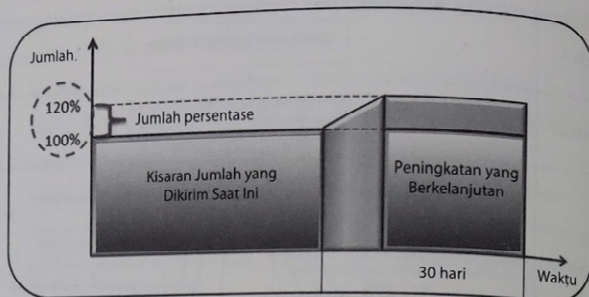 Jumlah.
120%
Jumlah persentase
100%
Kisaran Jumlah yang
Dikirim Saat Ini
Peningkatan yang
Berkelanjutan
30 hari
Waktu